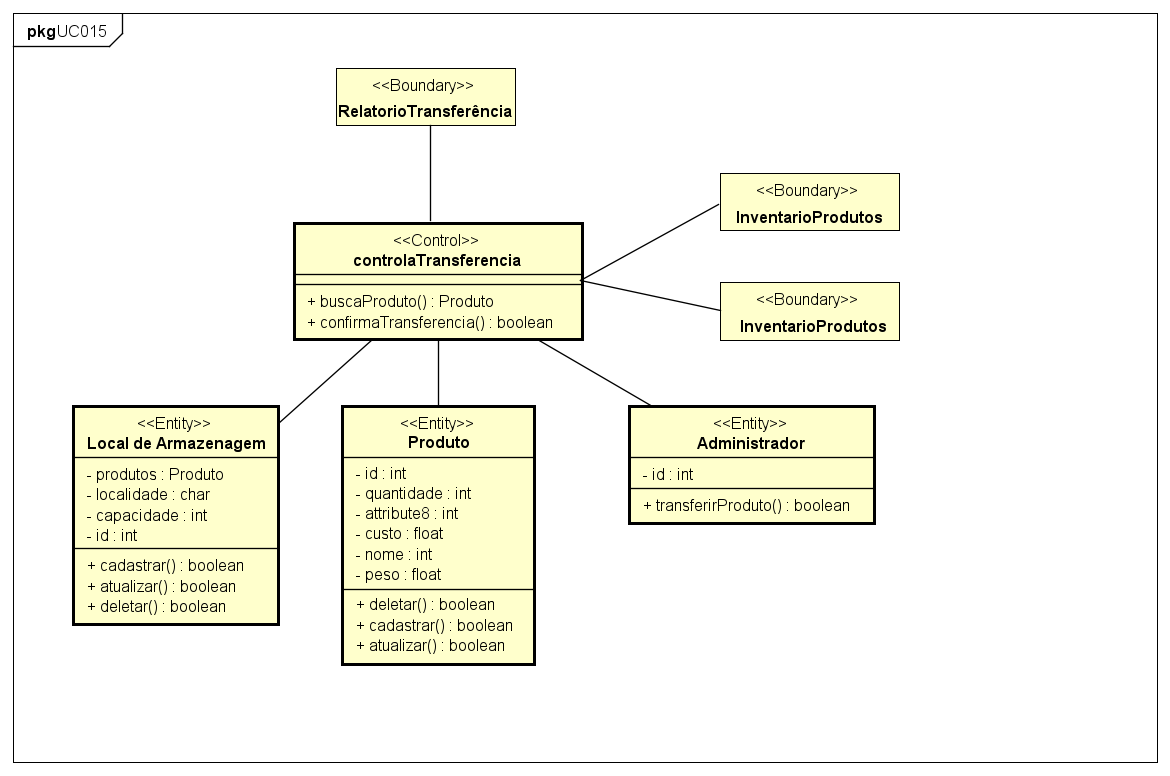 pkgUC015
<<Boundary>>
RelatorioTransferência
<<Boundary>>
InventarioProdutos
<<Control>>
controlaTransferencia
+ buscaProduto() : Produto
+ confirmaTransferencia() : boolean
<<Boundary>>
InventarioProdutos
<<Entity>>
Local de Armazenagem
- produtos : Produto
- localidade : char
- capacidade : int
- id : int
+ cadastrar() : boolean
+ atualizar() : boolean
+ deletar() : boolean
<<Entity>>
Produto
- id : int
- quantidade : int
- attribute8 : int
- custo : float
- nome : int
- peso : float
+ deletar() : boolean
+ cadastrar() : boolean
+ atualizar() : boolean
<<Entity>>
Administrador
- id : int
+ transferirProduto() : boolean